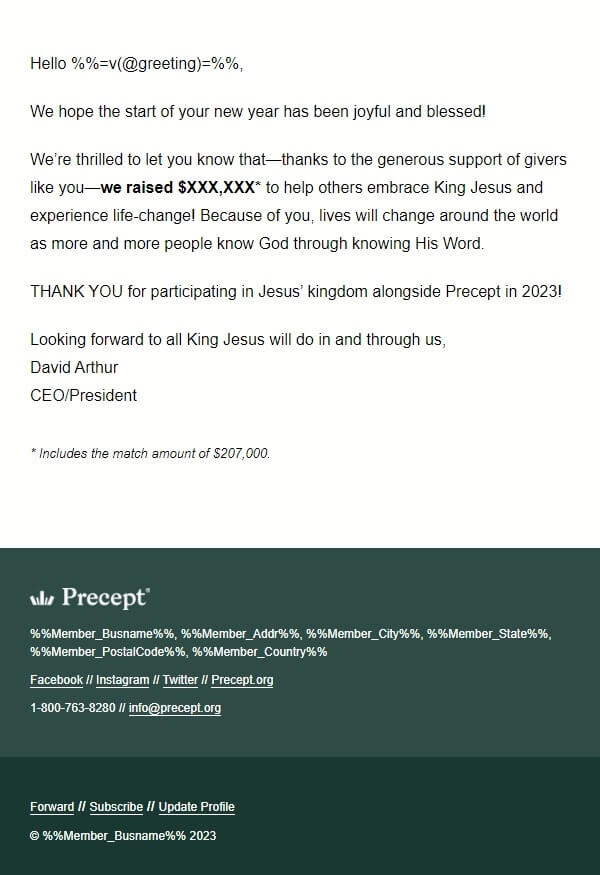 Hello %%=v(@greeting)=%%,
We hope the start of your new year has been joyful and blessed!
We’re thrilled to let you know that—thanks to the generous support of givers
like you—we raised $XXX,XXX* to help others embrace King Jesus and
experience life-change! Because of you, lives will change around the world
as more and more people know God through knowing His Word.
THANK YOU for participating in Jesus’ kingdom alongside Precept in 2023!
Looking forward to all King Jesus will do in and through us,
David Arthur
CEO/President
* Includes the match amount of $207,000.
Precept®
%%Member_Busname%%, %%Member_Addr%%, %%Member_City%%, %%Member_State%%,
%%Member_PostalCode%%, %%Member_Country%%
Facebook // Instagram // Twitter // Precept.org
1-800-763-8280 // info@precept.org
Forward // Subscribe // Update Profile
© %%Member_Busname%% 2023